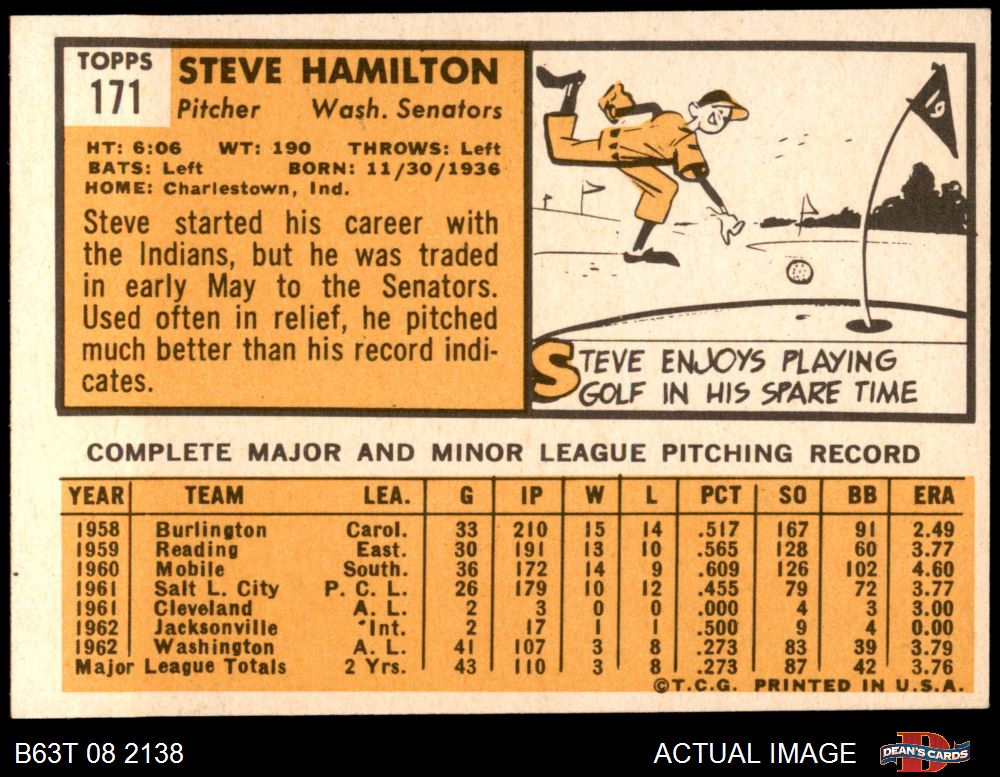 TOPPS
171
STEVE HAMILTON
Pitcher Wash. Senators
HT: 6:06 WT: 190 THROWS: Left
BATS: Left BORN: 11/30/1936
HOME: Charlestown, Ind.
Steve started his career with
the Indians, but he was traded
in early May to the Senators.
Used often in relief, he pitched
much better than his record indi-
cates.
19
STEVE ENJOYS PLAYING
GOLF IN HIS SPARE TIME
COMPLETE MAJOR AND MINOR LEAGUE PITCHING RECORD
YEAR TEAM LEA. G IP W L PCT SO BB ERA
1958 Burlington Carol. 33 210 15 14 .517 167 91 2.49
1959 Reading East. 30 191 13 10 .565 128 60 3.77
1960 Mobile South. 36 172 14 9 .609 126 102 4.60
1961 Salt L. City P. C. L. 26 179 10 12 .455 79 72 3.77
1961 Cleveland A. L. 2 3 0 0 .000 4 3 3.00
1962 Jacksonville Int. 2 17 1 1 .500 9 4 0.00
1962 Washington A. L. 41 107 3 8 .273 83 39 3.79
Major League Totals 2 Yrs. 43 110 3 8 .273 87 42 3.76
©T.C.G. PRINTED IN U.S.A.
B63T 08 2138 ACTUAL IMAGE D DEAN'S CARDS